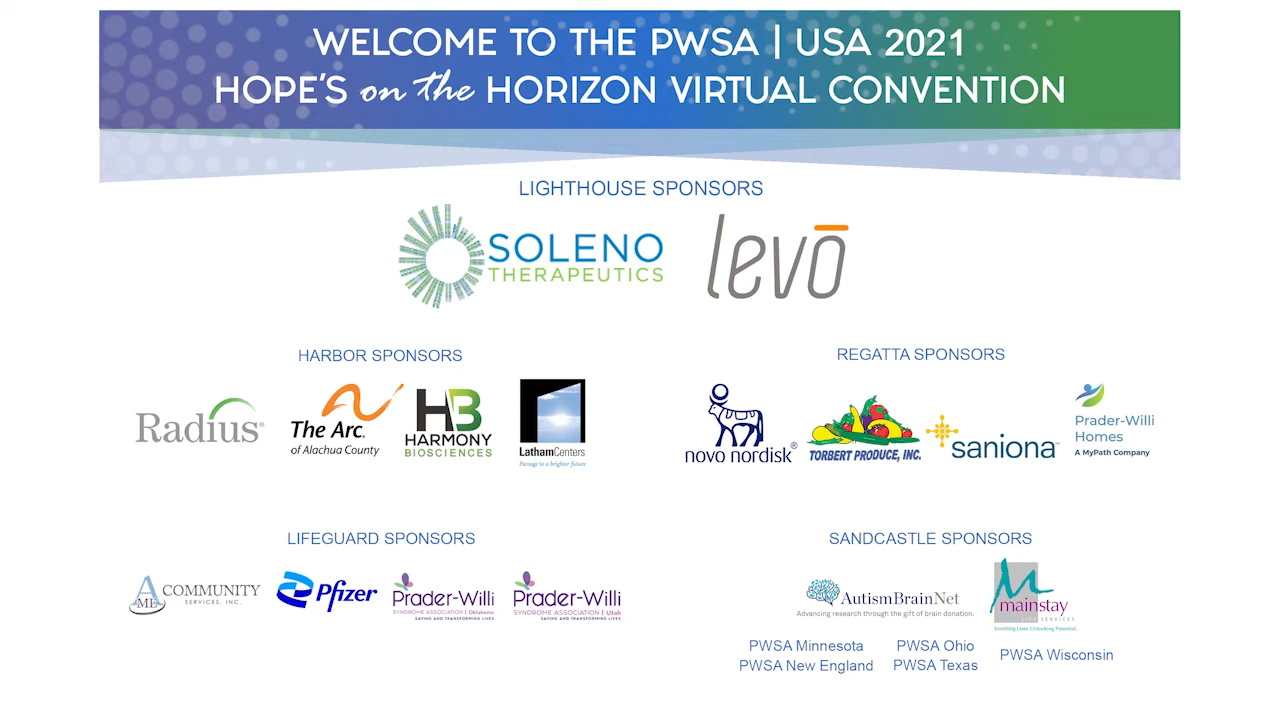 WELCOME TO THE PWSA | USA 2021
HOPE'S on the HORIZON VIRTUAL CONVENTION
LIGHTHOUSE SPONSORS
SOLENO
THERAPEUTICS
levō
HARBOR SPONSORS
Radius®
The Arc.
of Alachua County
HB
HARMONY
BIOSCIENCES
LathamCenters
Passage to a brighter future
REGATTA SPONSORS
novo nordisk®
TORBERT PRODUCE, INC.
saniona™
Prader-Willi
Homes
A MyPath Company
LIFEGUARD SPONSORS
AME COMMUNITY
SERVICES, INC.
Pfizer
Prader-Willi
SYNDROME ASSOCIATION | Oklahoma
SAVING AND TRANSFORMING LIVES
Prader-Willi
SYNDROME ASSOCIATION | Utah
SAVING AND TRANSFORMING LIVES
SANDCASTLE SPONSORS
AutismBrainNet
Advancing research through the gift of brain donation.
M
mainstay
LIFE SERVICES
Enriching Lives. Unlocking Potential.
PWSA Minnesota
PWSA New England
PWSA Ohio
PWSA Texas
PWSA Wisconsin